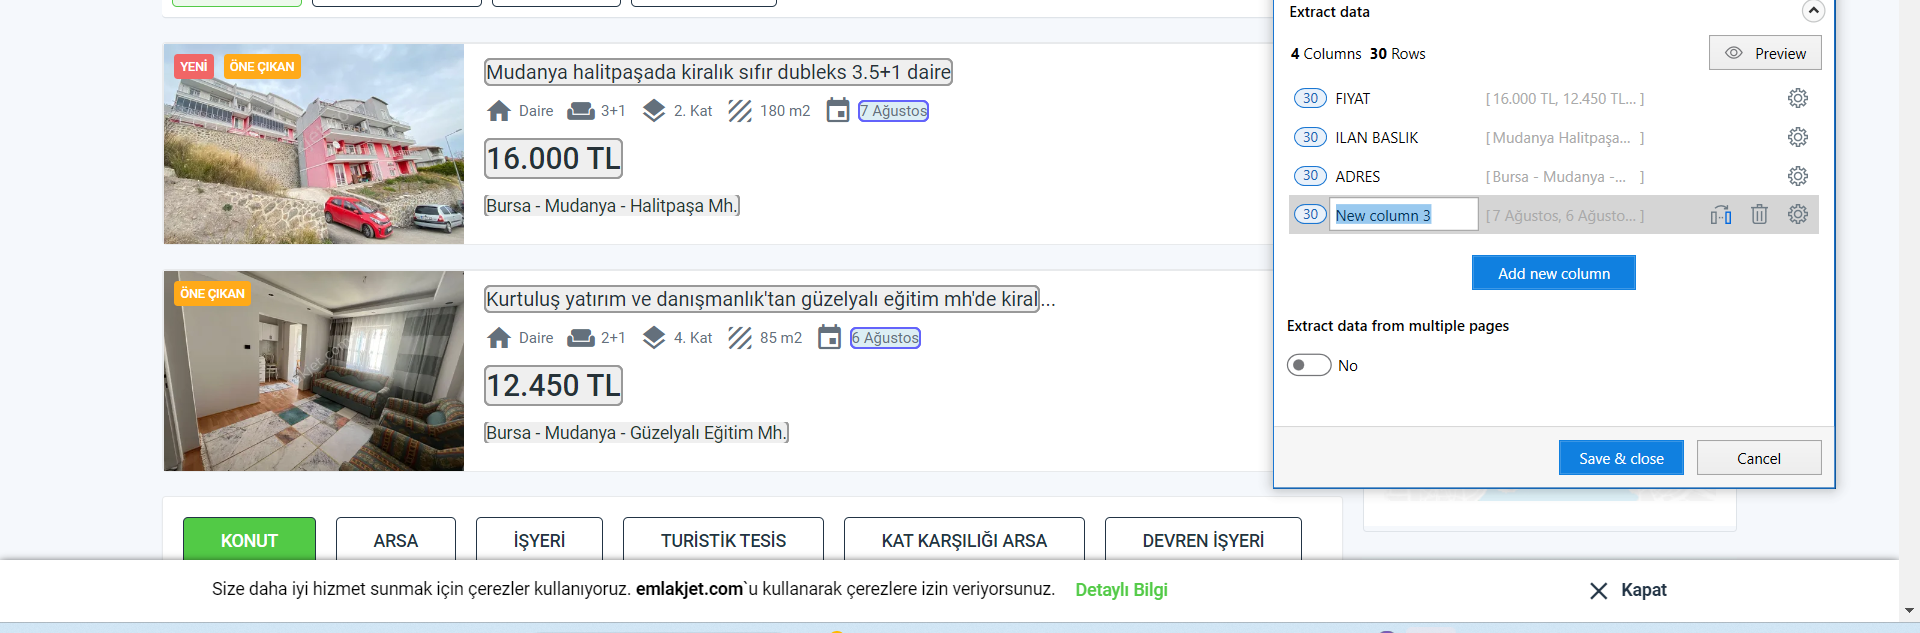 YENİ
ÖNE ÇIKAN
Mudanya halitpaşada kiralık sıfır dubleks 3.5+1 daire
Daire 3+1 2. Kat 180 m2 7 Ağustos
16.000 TL
Bursa - Mudanya - Halitpaşa Mh.
ÖNE ÇIKAN
Kurtuluş yatırım ve danışmanlık'tan güzelyalı eğitim mh'de kiral...
Daire 2+1 4. Kat 85 m2 6 Ağustos
12.450 TL
Bursa - Mudanya - Güzelyalı Eğitim Mh.
KONUT ARSA İŞYERİ TURİSTİK TESİS KAT KARŞILIĞI ARSA DEVREN İŞYERİ
Extract data
4 Columns 30 Rows Preview
30 FIYAT [16.000 TL, 12.450 TL... ]
30 ILAN BASLIK [Mudanya Halitpaşa... ]
30 ADRES [Bursa - Mudanya -... ]
30 New column 3 [7 Ağustos, 6 Ağusto... ]
Add new column
Extract data from multiple pages
No
Save & close Cancel
Size daha iyi hizmet sunmak için çerezler kullanıyoruz. emlakjet.com`u kullanarak çerezlere izin veriyorsunuz. Detaylı Bilgi Kapat